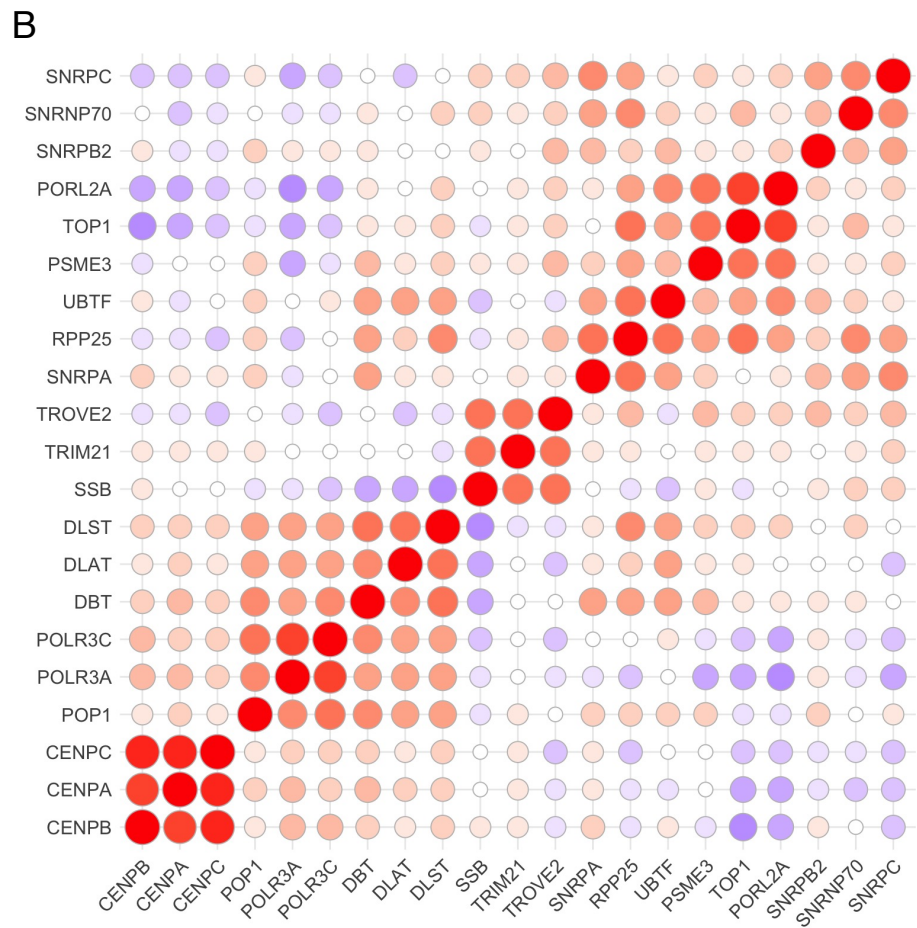 B
SNRPC
SNRNP70
SNRPB2
PORL2A
TOP1
PSME3
UBTF
RPP25
SNRPA
TROVE2
TRIM21
SSB
DLST
DLAT
DBT
POLR3C
POLR3A
POP1
CENPC
CENPA
CENPB
CENPB
CENPA
CENPC
POP1
POLR3A
POLR3C
DBT
DLAT
DLST
SSB
TRIM21
TROVE2
SNRPA
RPP25
UBTF
PSME3
TOP1
PORL2A
SNRPB2
SNRNP70
SNRPC